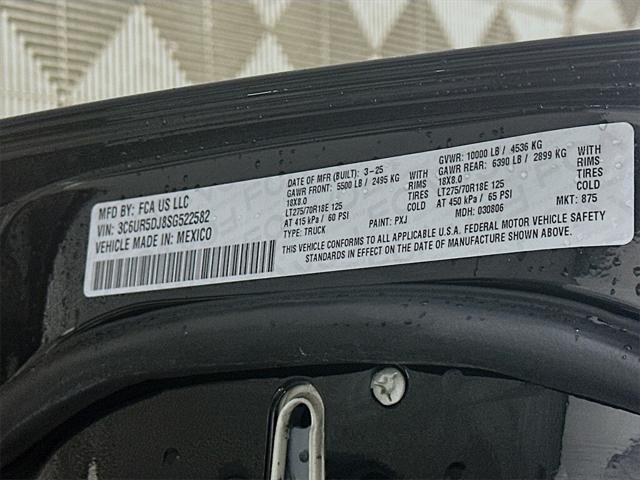 MFD BY: FCA US LLC
VIN: 3C6UR5DJ8SG522582
VEHICLE MADE IN: MEXICO
DATE OF MFR (BUILT): 3-25
GAWR FRONT: 5500 LB / 2495 KG WITH
18X8.0 RIMS
LT275/70R18E 125 TIRES
AT 415 kPa / 60 PSI COLD
TYPE: TRUCK PAINT: PXJ
GVWR: 10000 LB / 4536 KG
GAWR REAR: 6390 LB / 2899 KG WITH
18X8.0 RIMS
LT275/70R18E 125 TIRES
AT 450 kPa / 65 PSI COLD
MDH: 030806 MKT: 875
THIS VEHICLE CONFORMS TO ALL APPLICABLE U.S.A. FEDERAL MOTOR VEHICLE SAFETY
STANDARDS IN EFFECT ON THE DATE OF MANUFACTURE SHOWN ABOVE.